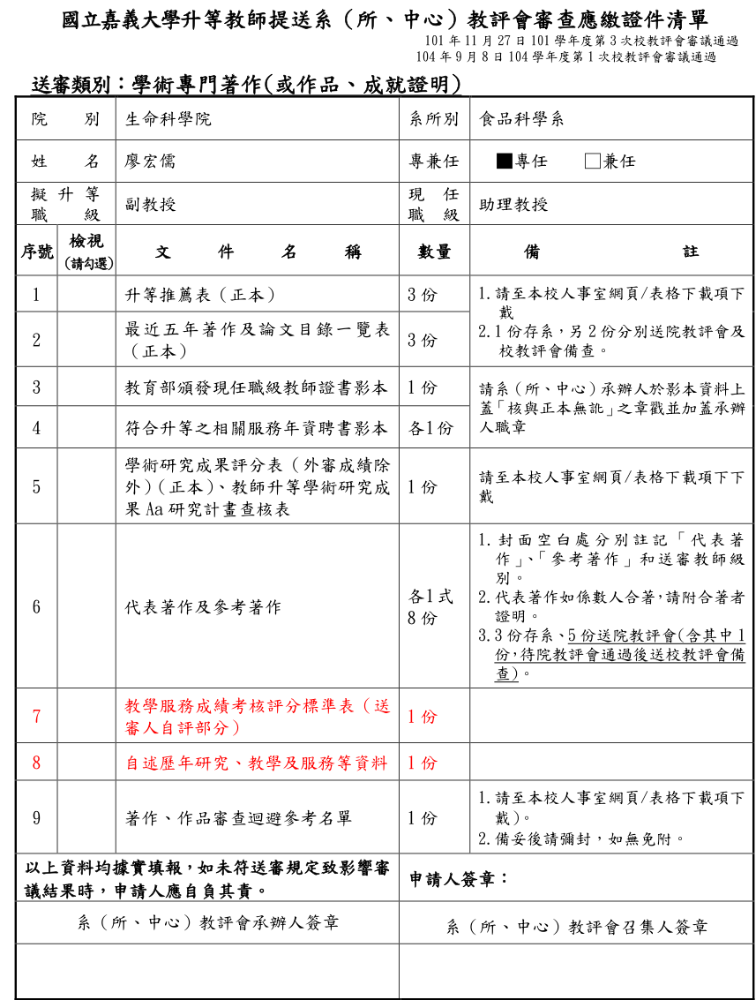 國立嘉義大學升等教師提送系（所、中心）教評會審查應繳證件清單
101 年 11 月 27 日 101 學年度第 3 次校教評會審議通過
104 年 9 月 8 日 104 學年度第 1 次校教評會審議通過
送審類別：學術專門著作(或作品、成就證明)
院 別 生命科學院 系所別 食品科學系
姓 名 廖宏儒 專兼任 ■專任 □兼任
擬升等
職 級
副教授
現 任
職 級
助理教授
序號
檢視
(請勾選)
文 件 名 稱
數量
備 註
1
升等推薦表（正本）
3 份
1.請至本校人事室網頁/表格下載項下
戴
2.1 份存系，另 2 份分別送院教評會及
校教評會備查。
2
最近五年著作及論文目錄一覽表
（正本）
3 份
3
教育部頒發現任職級教師證書影本
1 份
請系（所、中心）承辦人於影本資料上
蓋「核與正本無訛」之章戳並加蓋承辦
人職章
4
符合升等之相關服務年資聘書影本
各1 份
5
學術研究成果評分表（外審成績除
外）（正本）、教師升等學術研究成
果 Aa 研究計畫查核表
1 份
請至本校人事室網頁/表格下載項下下
戴
6
代表著作及參考著作
各1 式
8 份
1. 封面空白處分別註記「代表著
作」、「參考著作」和送審教師級
別。
2.代表著作如係數人合著，請附合著者
證明。
3.3 份存系、5 份送院教評會(含其中 1
份，待院教評會通過後送校教評會備
查)。
7
教學服務成績考核評分標準表（送
審人自評部分）
1 份
8
自述歷年研究、教學及服務等資料
1 份
9
著作、作品審查迴避參考名單
1 份
1.請至本校人事室網頁/表格下載項下
戴)。
2.備妥後請彌封，如無免附。
以上資料均據實填報，如未符送審規定致影響審
議結果時，申請人應自負其責。
申請人簽章：
系（所、中心）教評會承辦人簽章
系（所、中心）教評會召集人簽章